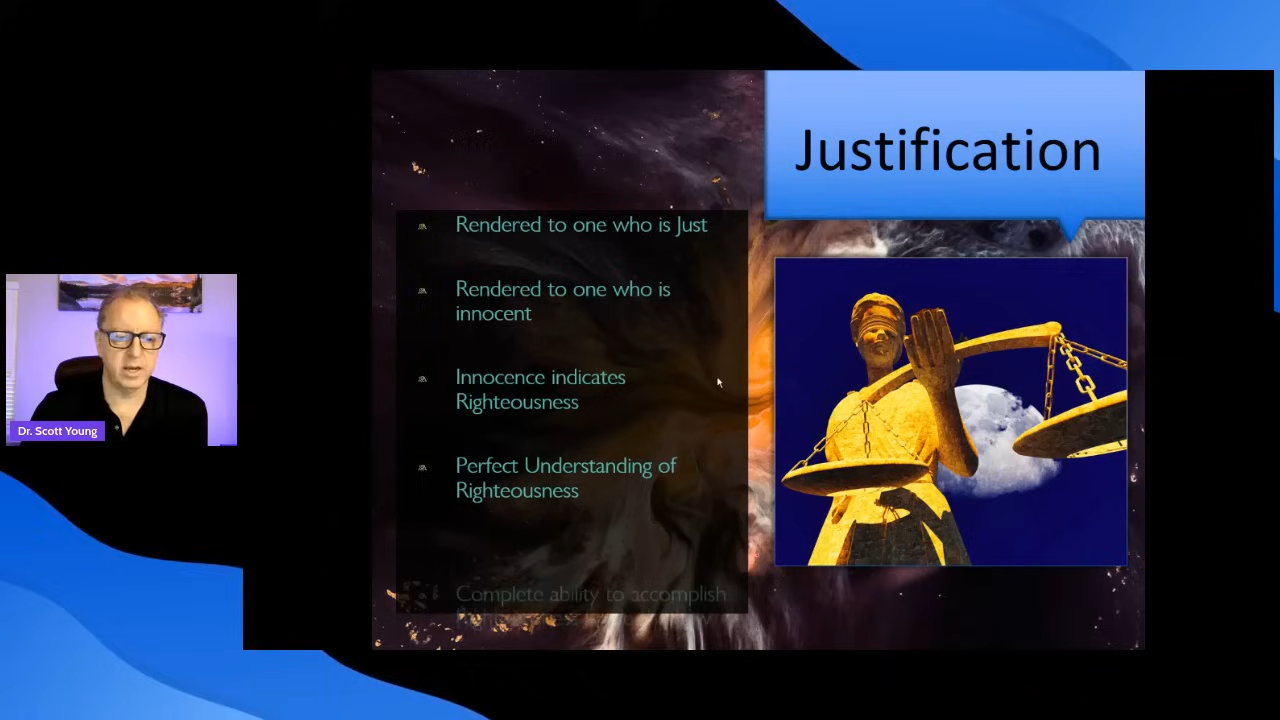 Justification
Rendered to one who is Just
Rendered to one who is
innocent
Innocence indicates
Righteousness
Perfect Understanding of
Righteousness
Complete ability to accomplish
Dr. Scott Young